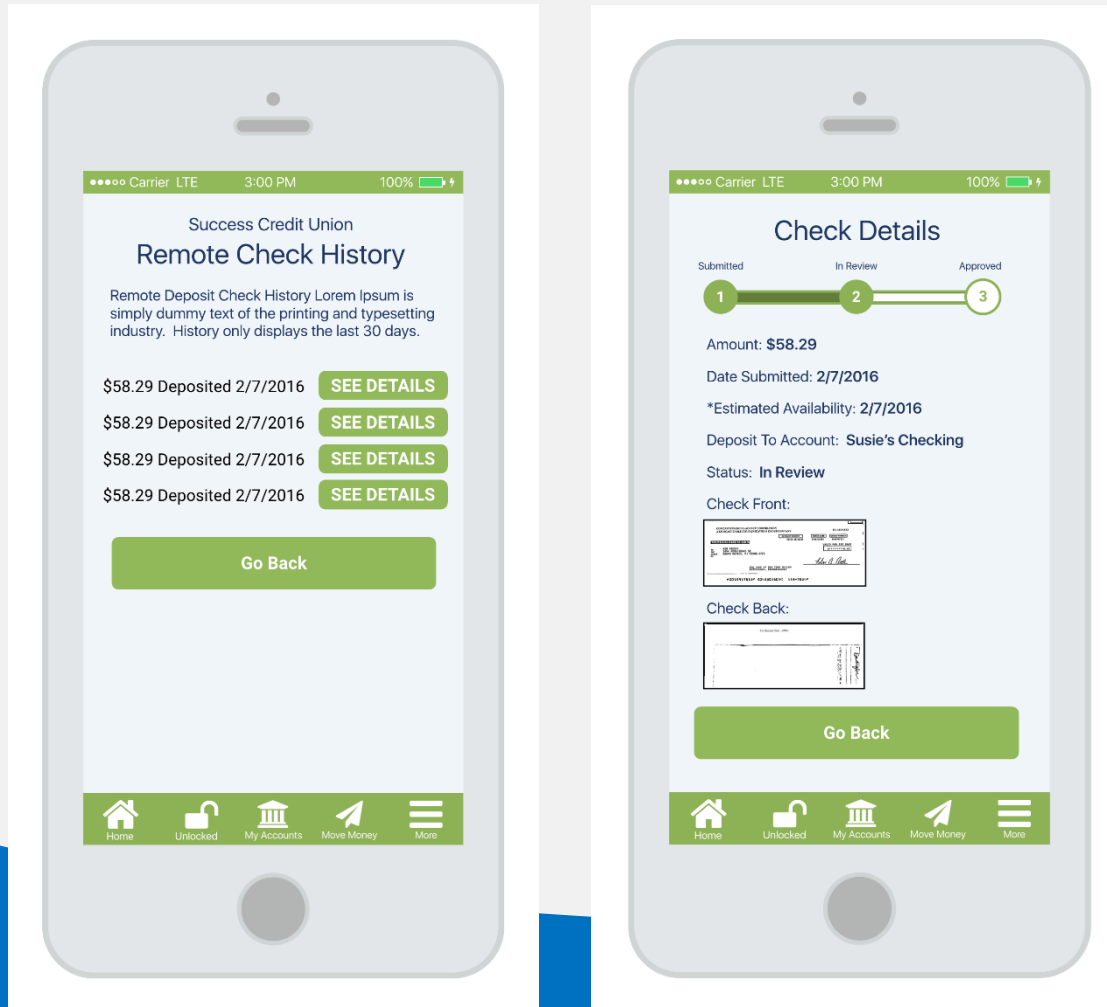 ●●●○○ Carrier LTE 3:00 PM 100%
Success Credit Union
Remote Check History
Remote Deposit Check History Lorem Ipsum is
simply dummy text of the printing and typesetting
industry. History only displays the last 30 days.
$58.29 Deposited 2/7/2016 SEE DETAILS
$58.29 Deposited 2/7/2016 SEE DETAILS
$58.29 Deposited 2/7/2016 SEE DETAILS
$58.29 Deposited 2/7/2016 SEE DETAILS
Go Back
Home Unlocked My Accounts Move Money More
●●●○○ Carrier LTE 3:00 PM 100%
Check Details
Submitted In Review Approved
1 2 3
Amount: $58.29
Date Submitted: 2/7/2016
*Estimated Availability: 2/7/2016
Deposit To Account: Susie's Checking
Status: In Review
Check Front:
Check Back:
Go Back
Home Unlocked My Accounts Move Money More